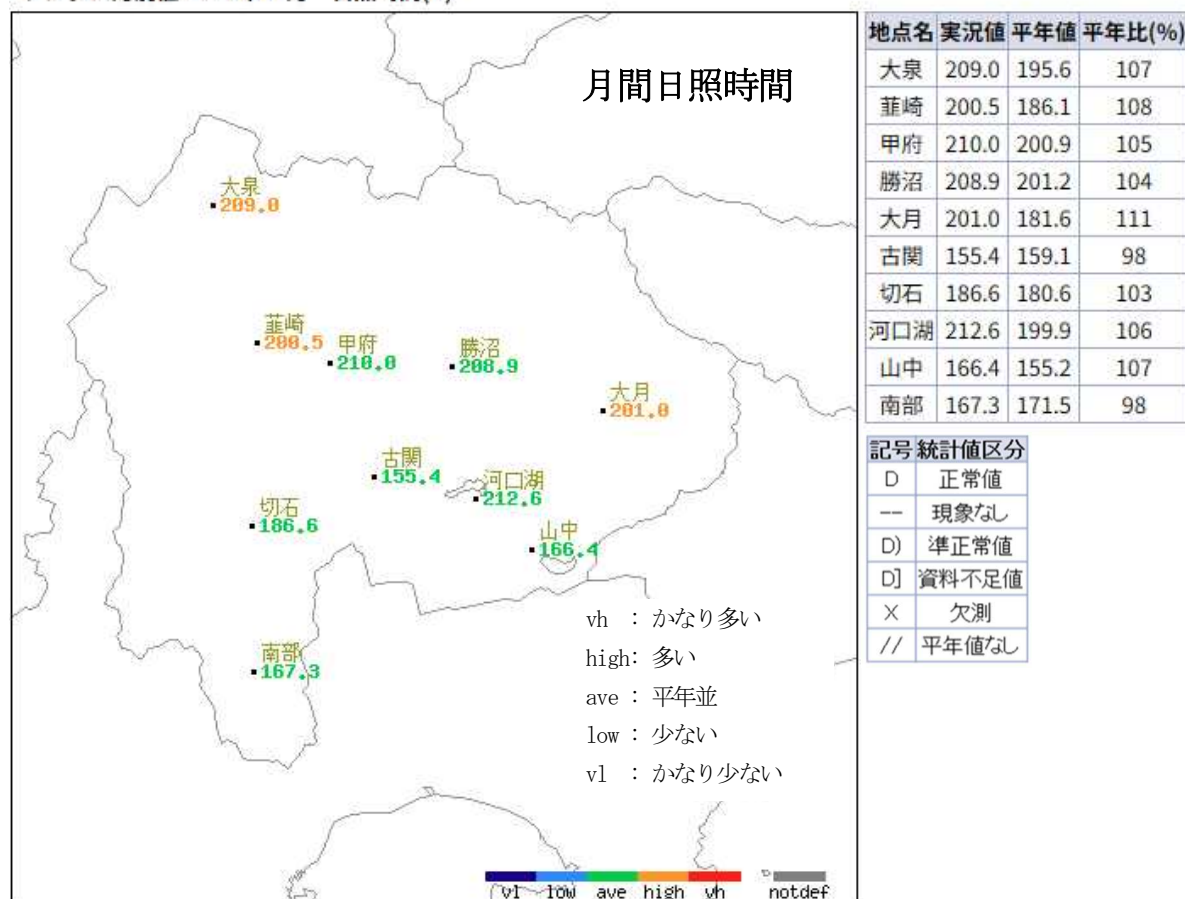 月間日照時間
大泉
209.0
韮崎
200.5
甲府
210.0
勝沼
208.9
大月
201.0
古関
155.4
河口湖
212.6
切石
186.6
山中
166.4
南部
167.3
vh : かなり多い
high: 多い
ave : 平年並
low : 少ない
vl : かなり少ない
vl low ave high vh notdef
地点名 実況値 平年値 平年比(%)
大泉 209.0 195.6 107
韮崎 200.5 186.1 108
甲府 210.0 200.9 105
勝沼 208.9 201.2 104
大月 201.0 181.6 111
古関 155.4 159.1 98
切石 186.6 180.6 103
河口湖 212.6 199.9 106
山中 166.4 155.2 107
南部 167.3 171.5 98
記号 統計値区分
D 正常値
-- 現象なし
D) 準正常値
D] 資料不足値
X 欠測
// 平年値なし